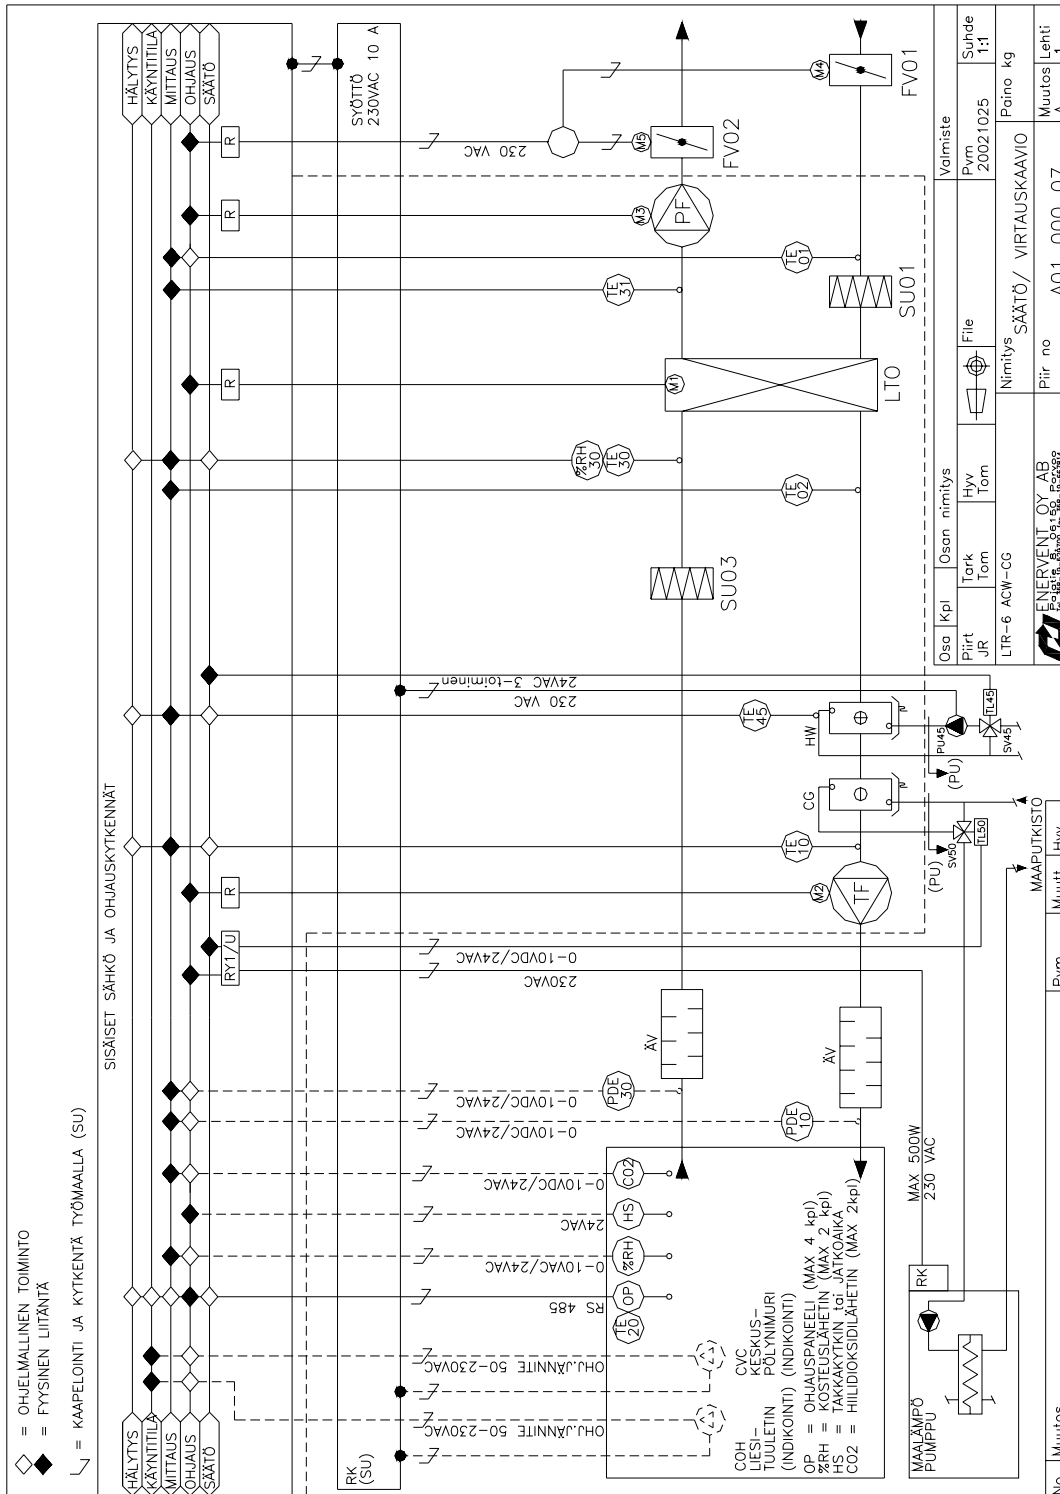 ◇ = OHJELMALLINEN TOIMINTO
◆ = FYYSINEN LIITÄNTÄ
= KAAPELOINTI JA KYTKENTÄ TYÖMAALLA (SU)
SISÄISET SÄHKÖ JA OHJAUSKYTKENNÄT
HÄLYTYS
KÄYNTITILA
MITTAUS
OHJAUS
SÄÄTÖ
HÄLYTYS
KÄYNTITILA
MITTAUS
OHJAUS
SÄÄTÖ
RY1/U
R
R
R
R
RK
(SU)
SYÖTTÖ
230VAC 10 A
OHJ.JÄNNITE 50-230VAC
OHJ.JÄNNITE 50-230VAC
RS 485
0-10VAC/24VAC
24VAC
0-10VDC/24VAC
0-10VDC/24VAC
0-10VDC/24VAC
230VAC
0-10VDC/24VAC
230 VAC
24VAC 3-toiminen
230 VAC
TE
20
OP
%RH
HS
CO2
PDE
30
PDE
10
ÄV
ÄV
M2
TF
TE
10
CG
HW
TE
45
SU03
TE
02
%RH
30
TE
30
M1
LTO
TE
31
TE
01
SU01
M3
PF
M5
FV02
M4
FV01
COH
LIESI-
TUULETIN
(INDIKOINTI)
CVC
KESKUS-
PÖLYNIMURI
(INDIKOINTI)
OP = OHJAUSPANEELI (MAX 4 kpl)
%RH = KOSTEUSLÄHETIN (MAX 2 kpl)
HS = TAKKAKYTKIN tai JATKOAIKA
CO2 = HIILIDIOKSIDILÄHETIN (MAX 2kpl)
MAX 500W
230 VAC
RK
MAALÄMPÖ
PUMPPU
(PU)
SV50
TL50
MAAPUTKISTO
(PU)
PU45
TL45
SV45
Osa
Kpl
Osan nimitys
Valmiste
Piirt
JR
Tark
Tom
Hyv
Tom
File
Pvm
20021025
Suhde
1:1
LTR-6 ACW-CG
Nimitys
SÄÄTÖ/ VIRTAUSKAAVIO
Paino kg
ENERVENT OY AB
Piir no
Muutos
Lehti
No
Muutos
Pvm